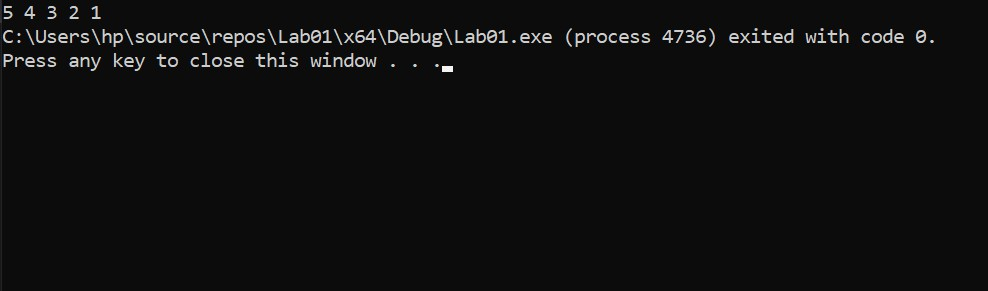 5 4 3 2 1
C:\Users\hp\source\repos\Lab01\x64\Debug\Lab01.exe (process 4736) exited with code 0.
Press any key to close this window . . .